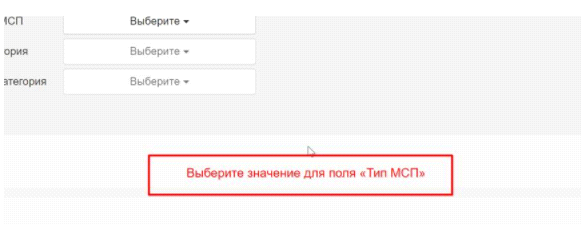 МСП Выберите
ория Выберите
атегория Выберите
Выберите значение для поля «Тип МСП»